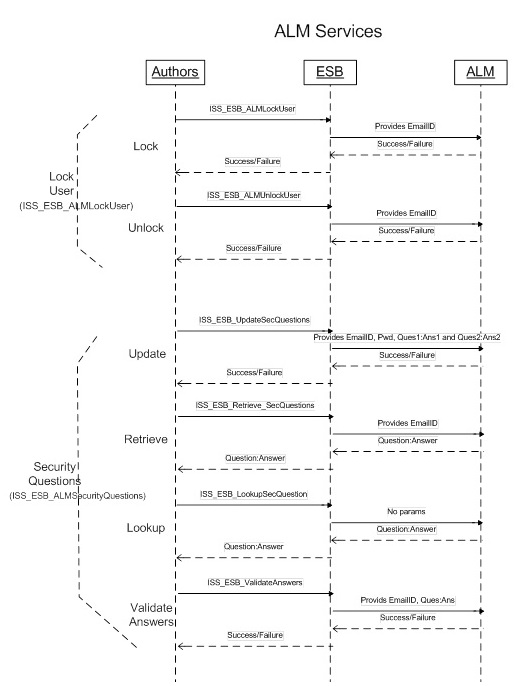 ALM Services
Authors
ESB
ALM
ISS_ESB_ALMLockUser
Provides EmailID
Lock
Success/Failure
Success/Failure
Lock
User
(ISS_ESB_ALMLockUser)
ISS_ESB_ALMUnlockUser
Provides EmailID
Unlock
Success/Failure
Success/Failure
ISS_ESB_UpdateSecQuestions
Provides EmailID, Pwd, Ques1:Ans1 and Ques2:Ans2
Update
Success/Failure
Success/Failure
ISS_ESB_Retrieve_SecQuestions
Provides EmailID
Retrieve
Question:Answer
Question:Answer
Security
Questions
(ISS_ESB_ALMSecurityQuestions)
ISS_ESB_LookupSecQuestion
No params
Lookup
Question:Answer
Question:Answer
ISS_ESB_ValidateAnswers
Provids EmailID, Ques:Ans
Validate
Answers
Success/Failure
Success/Failure